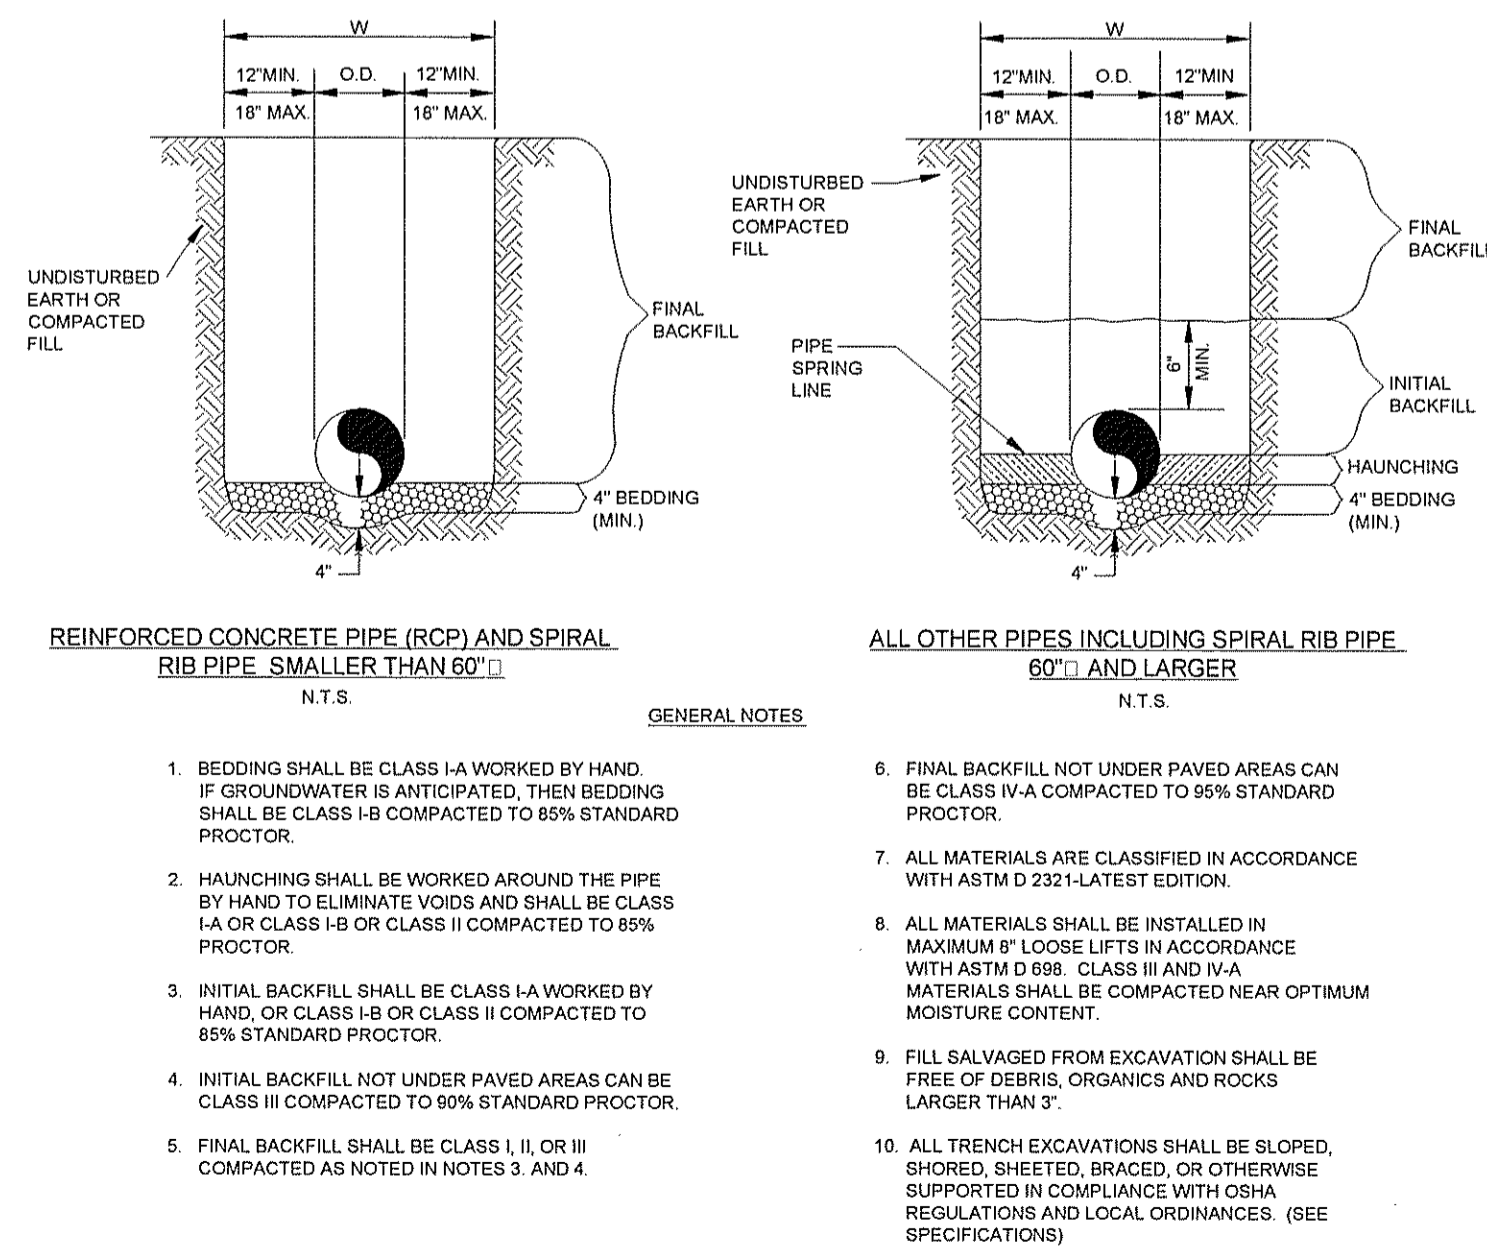 W
12"MIN. O.D. 12"MIN.
18" MAX. 18" MAX.
UNDISTURBED
EARTH OR
COMPACTED
FILL
FINAL
BACKFILL
4" BEDDING
(MIN.)
4"
REINFORCED CONCRETE PIPE (RCP) AND SPIRAL
RIB PIPE SMALLER THAN 60"□
N.T.S.
W
12"MIN. O.D. 12"MIN
18" MAX. 18" MAX.
UNDISTURBED
EARTH OR
COMPACTED
FILL
FINAL
BACKFILL
PIPE
SPRING
LINE
6"
MIN.
INITIAL
BACKFILL
HAUNCHING
4" BEDDING
(MIN.)
4"
ALL OTHER PIPES INCLUDING SPIRAL RIB PIPE
60"□ AND LARGER
N.T.S.
GENERAL NOTES
1. BEDDING SHALL BE CLASS I-A WORKED BY HAND.
IF GROUNDWATER IS ANTICIPATED, THEN BEDDING
SHALL BE CLASS I-B COMPACTED TO 85% STANDARD
PROCTOR.
2. HAUNCHING SHALL BE WORKED AROUND THE PIPE
BY HAND TO ELIMINATE VOIDS AND SHALL BE CLASS
I-A OR CLASS I-B OR CLASS II COMPACTED TO 85%
PROCTOR.
3. INITIAL BACKFILL SHALL BE CLASS I-A WORKED BY
HAND, OR CLASS I-B OR CLASS II COMPACTED TO
85% STANDARD PROCTOR.
4. INITIAL BACKFILL NOT UNDER PAVED AREAS CAN BE
CLASS III COMPACTED TO 90% STANDARD PROCTOR.
5. FINAL BACKFILL SHALL BE CLASS I, II, OR III
COMPACTED AS NOTED IN NOTES 3. AND 4.
6. FINAL BACKFILL NOT UNDER PAVED AREAS CAN
BE CLASS IV-A COMPACTED TO 95% STANDARD
PROCTOR.
7. ALL MATERIALS ARE CLASSIFIED IN ACCORDANCE
WITH ASTM D 2321-LATEST EDITION.
8. ALL MATERIALS SHALL BE INSTALLED IN
MAXIMUM 8" LOOSE LIFTS IN ACCORDANCE
WITH ASTM D 698. CLASS III AND IV-A
MATERIALS SHALL BE COMPACTED NEAR OPTIMUM
MOISTURE CONTENT.
9. FILL SALVAGED FROM EXCAVATION SHALL BE
FREE OF DEBRIS, ORGANICS AND ROCKS
LARGER THAN 3".
10. ALL TRENCH EXCAVATIONS SHALL BE SLOPED,
SHORED, SHEETED, BRACED, OR OTHERWISE
SUPPORTED IN COMPLIANCE WITH OSHA
REGULATIONS AND LOCAL ORDINANCES. (SEE
SPECIFICATIONS)